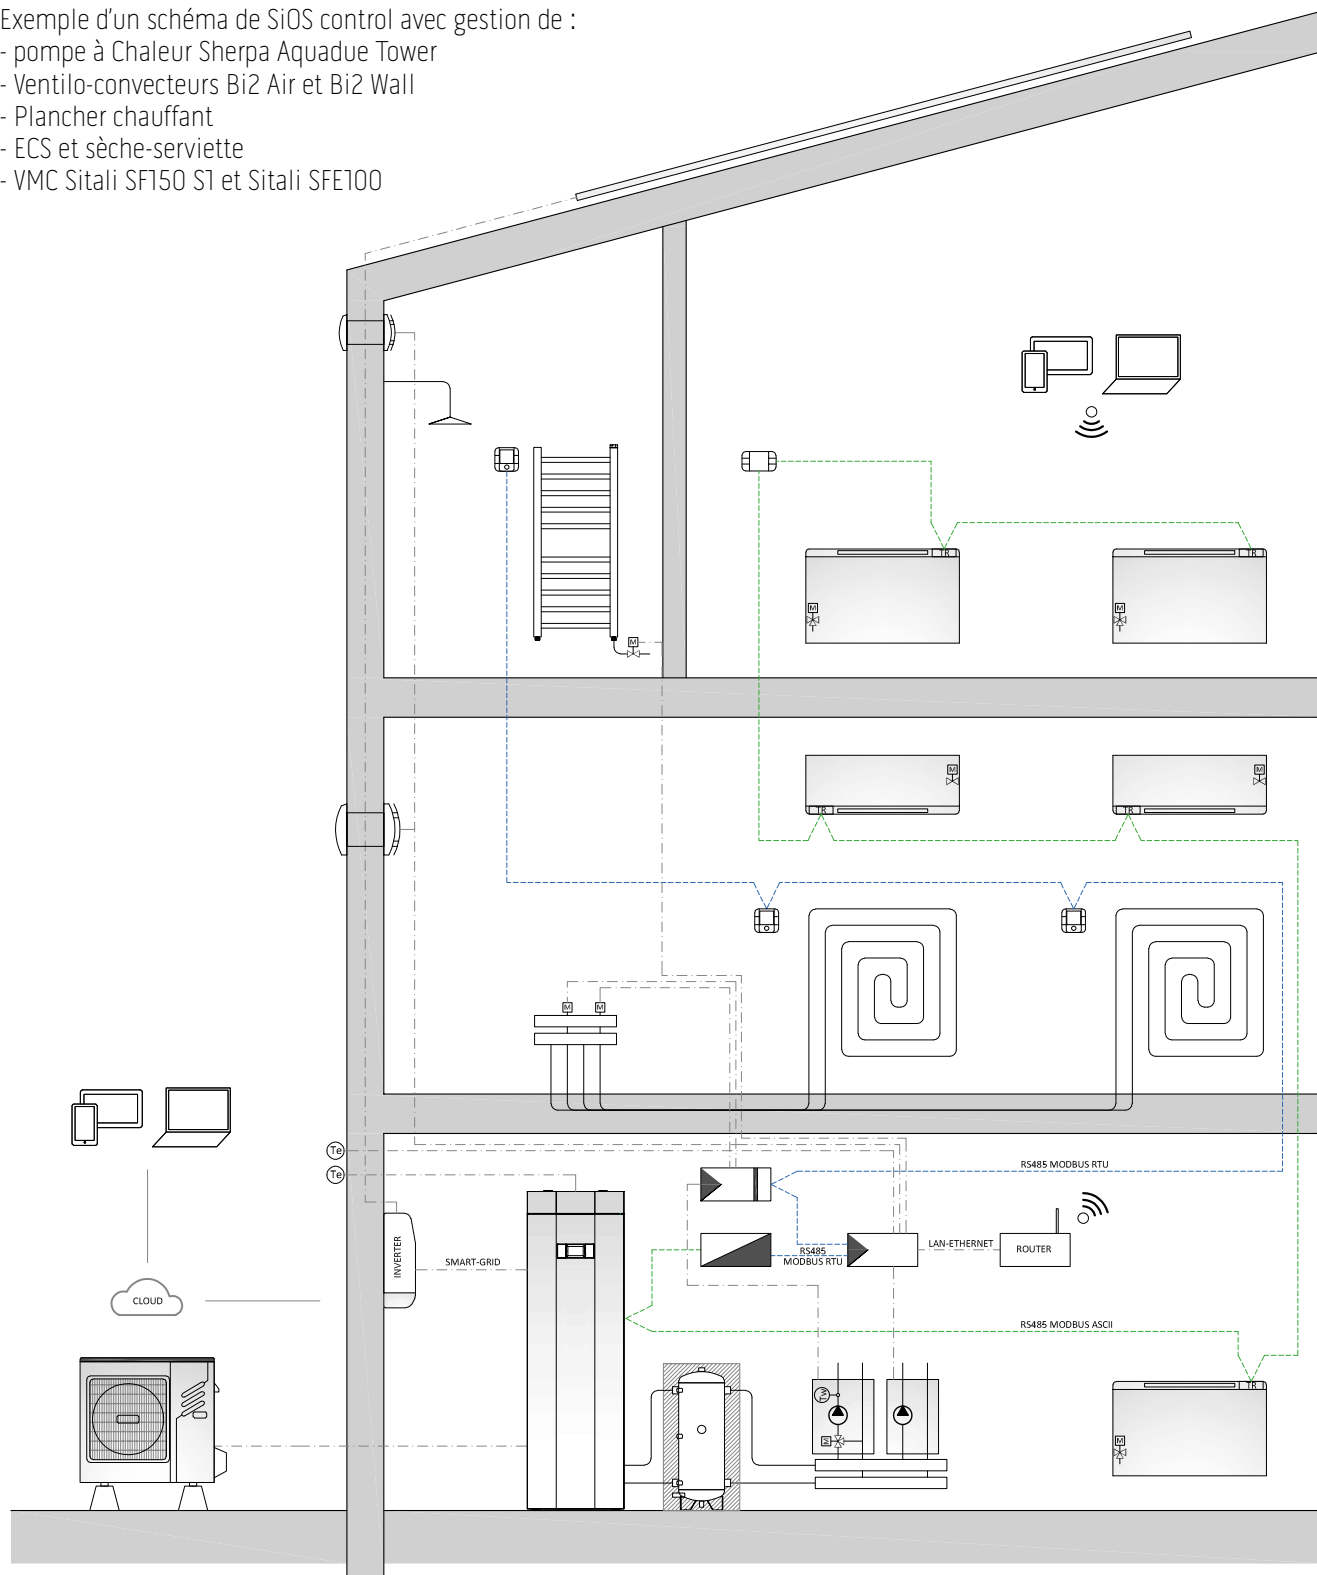 Exemple d'un schéma de SiOS control avec gestion de :
- pompe à Chaleur Sherpa Aquadue Tower
- Ventilo-convecteurs Bi2 Air et Bi2 Wall
- Plancher chauffant
- ECS et sèche-serviette
- VMC Sitali SF150 S1 et Sitali SFE100
TR
TR
M
M
M
M
M
TR
TR
M
M
Te
Te
RS485 MODBUS RTU
INVERTER
SMART-GRID
RS485
MODBUS RTU
LAN-ETHERNET
ROUTER
CLOUD
RS485 MODBUS ASCII
TR
TW
M
M